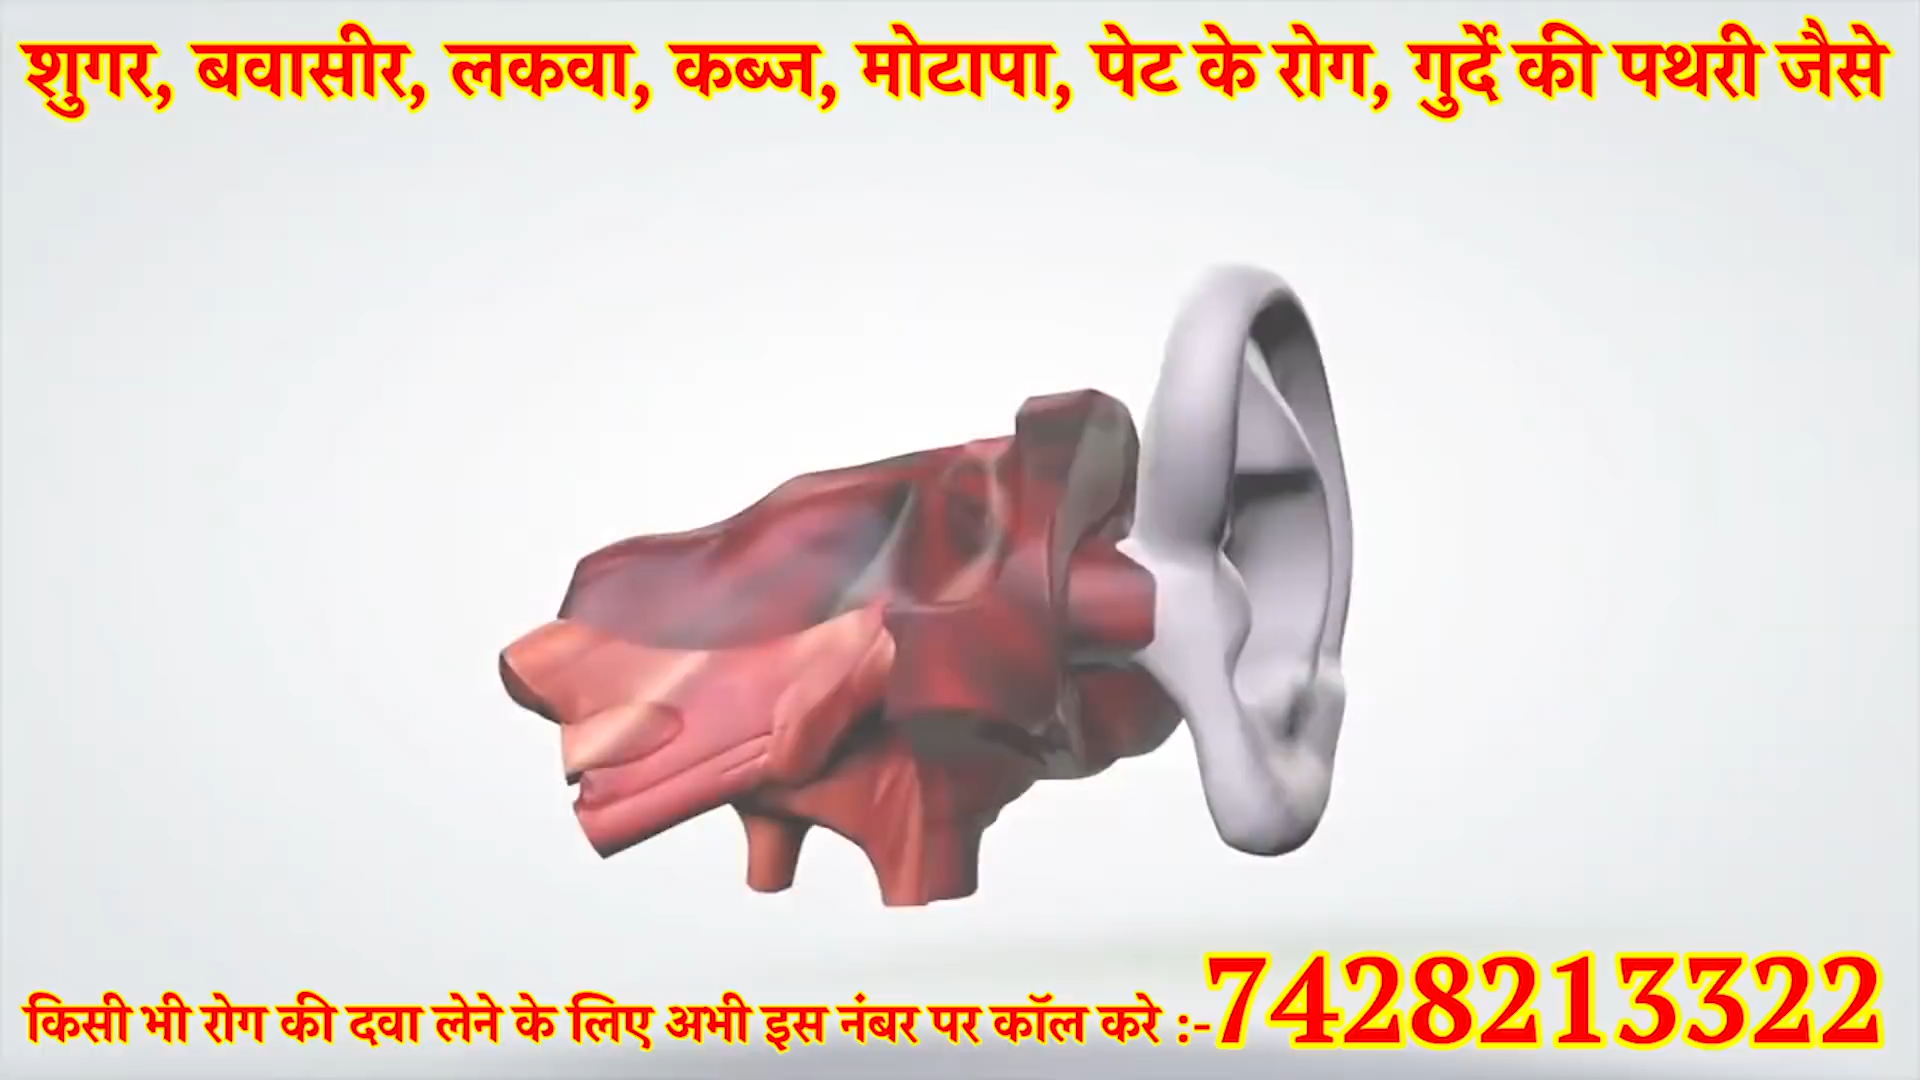 शुगर, बवासीर, लकवा, कब्ज, मोटापा, पेट के रोग, गुर्दे की पथरी जैसे
किसी भी रोग की दवा लेने के लिए अभी इस नंबर पर कॉल करे :-7428213322